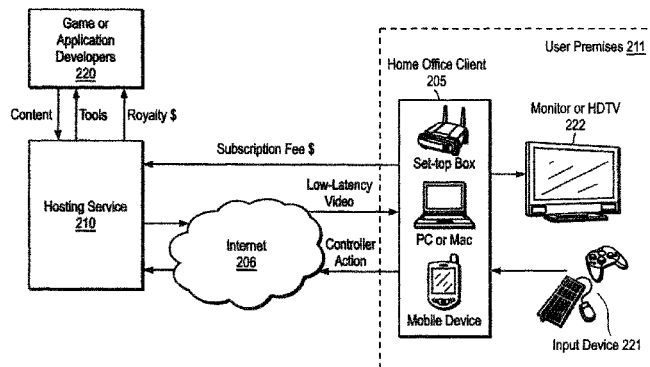 Game or
Application
Developers
220
Content
Tools
Royalty $
Hosting Service
210
Subscription Fee $
Low-Latency
Video
Internet
206
Controller
Action
User Premises 211
Home Office Client
205
Set-top Box
PC or Mac
Mobile Device
Monitor or HDTV
222
Input Device 221